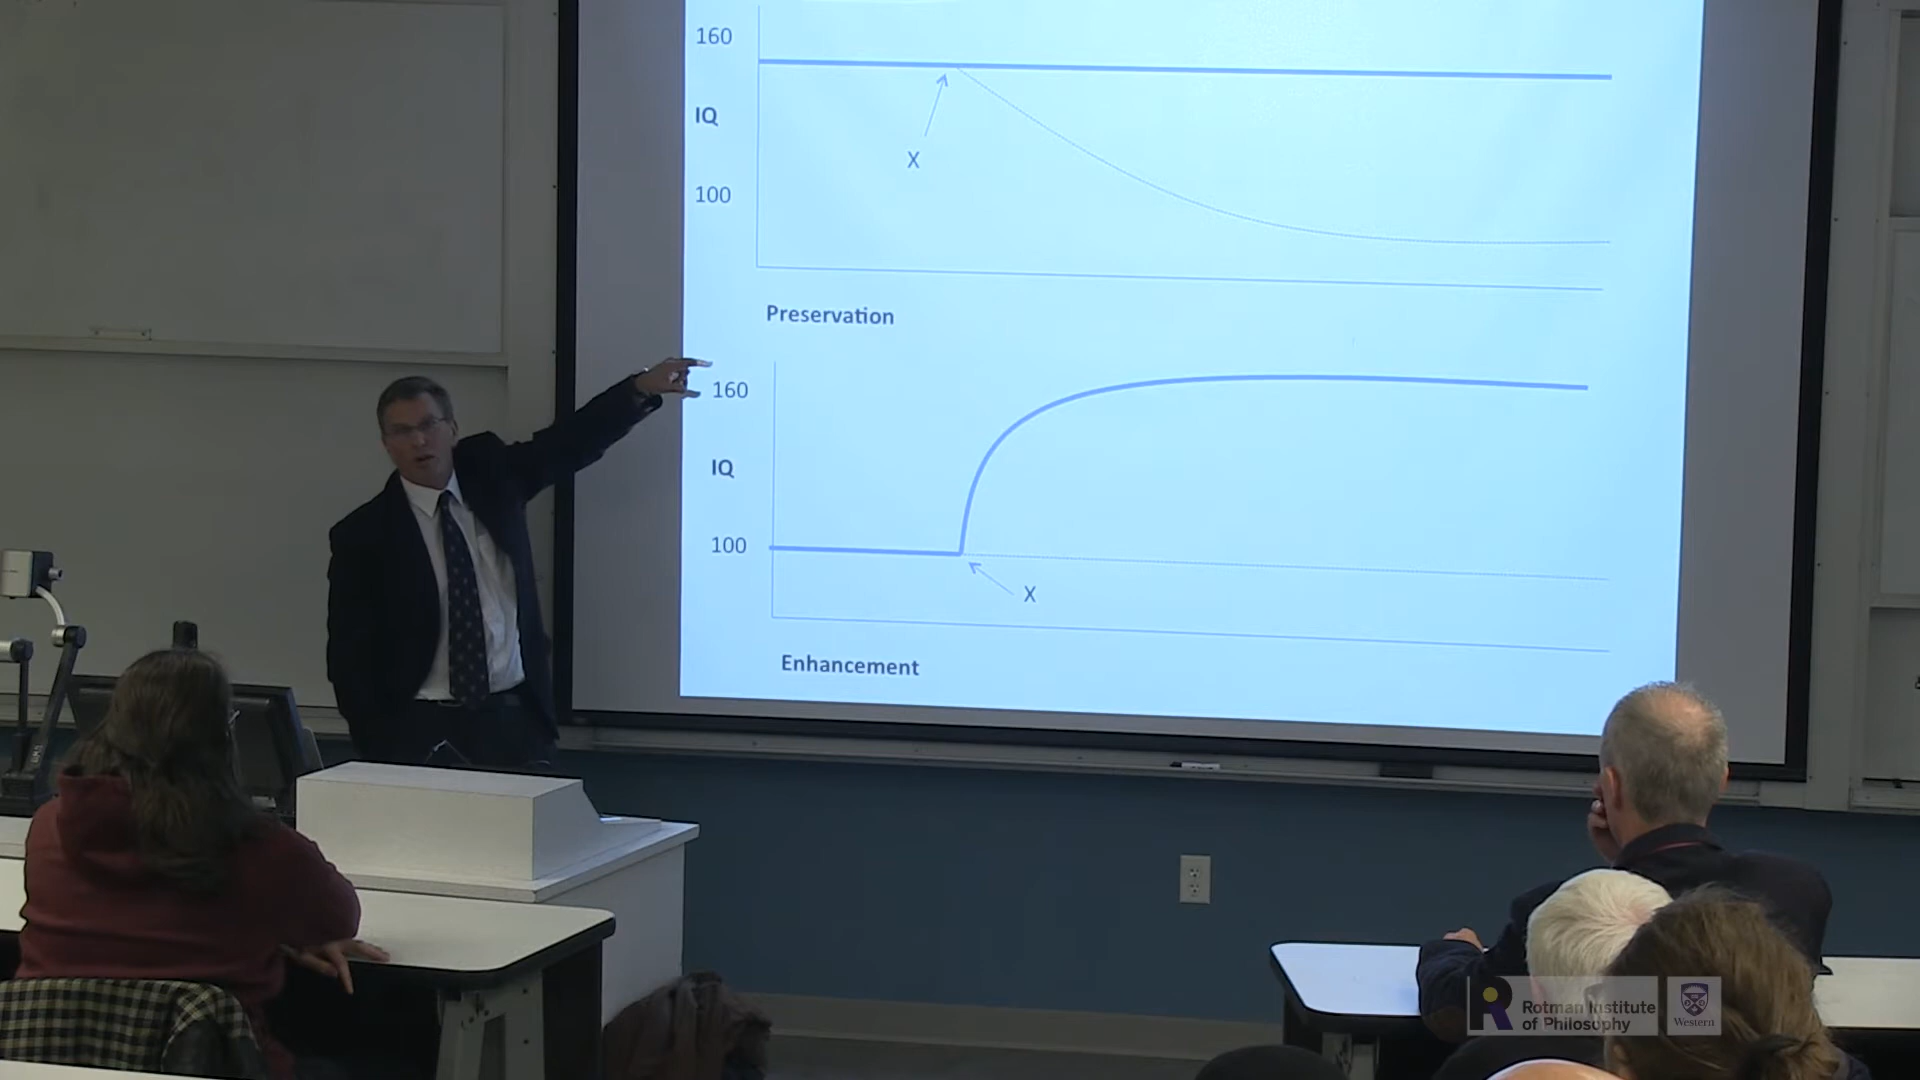 160
IQ
X
100
Preservation
160
IQ
100
X
Enhancement
Rotman Institute
of Philosophy
Western